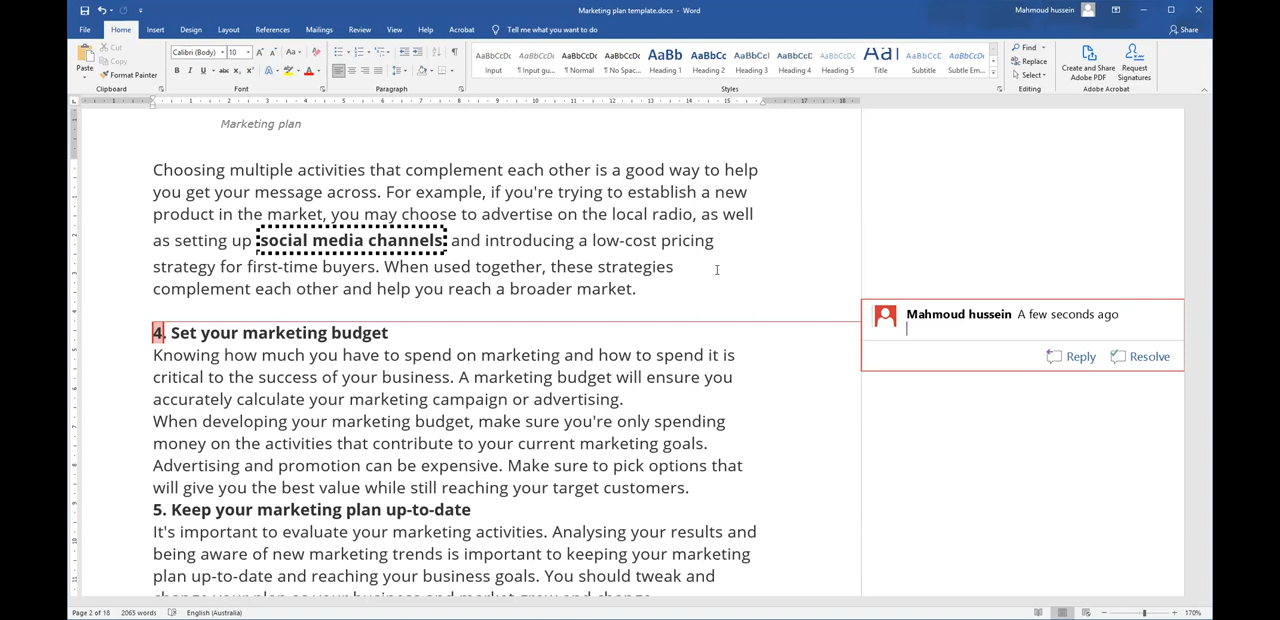 Marketing plan template.docx - Word
Mahmoud hussein
File Home Insert Design Layout References Mailings Review View Help Acrobat Tell me what you want to do Share
Paste
Cut
Copy
Format Painter
Clipboard
Calibri (Body) 10
Font
Paragraph
AaBbCcDc AaBbCcDc AaBbCcDc AaBbCcDc AaBb AaBbCc AaBbCcI AaBbCcD AaBbCcD AaI AaBbCcD AaBbCcDc
Input ¶ Input gu... ¶ Normal ¶ No Spac... Heading 1 Heading 2 Heading 3 Heading 4 Heading 5 Title Subtitle Subtle Em...
Styles
Find
Replace
Select
Editing
Create and Share
Adobe PDF
Request
Signatures
Adobe Acrobat
Marketing plan
Choosing multiple activities that complement each other is a good way to help
you get your message across. For example, if you're trying to establish a new
product in the market, you may choose to advertise on the local radio, as well
as setting up social media channels and introducing a low-cost pricing
strategy for first-time buyers. When used together, these strategies
complement each other and help you reach a broader market.
4. Set your marketing budget
Knowing how much you have to spend on marketing and how to spend it is
critical to the success of your business. A marketing budget will ensure you
accurately calculate your marketing campaign or advertising.
When developing your marketing budget, make sure you're only spending
money on the activities that contribute to your current marketing goals.
Advertising and promotion can be expensive. Make sure to pick options that
will give you the best value while still reaching your target customers.
5. Keep your marketing plan up-to-date
It's important to evaluate your marketing activities. Analysing your results and
being aware of new marketing trends is important to keeping your marketing
plan up-to-date and reaching your business goals. You should tweak and
Mahmoud hussein A few seconds ago
Reply Resolve
Page 2 of 18 2065 words English (Australia) 170%